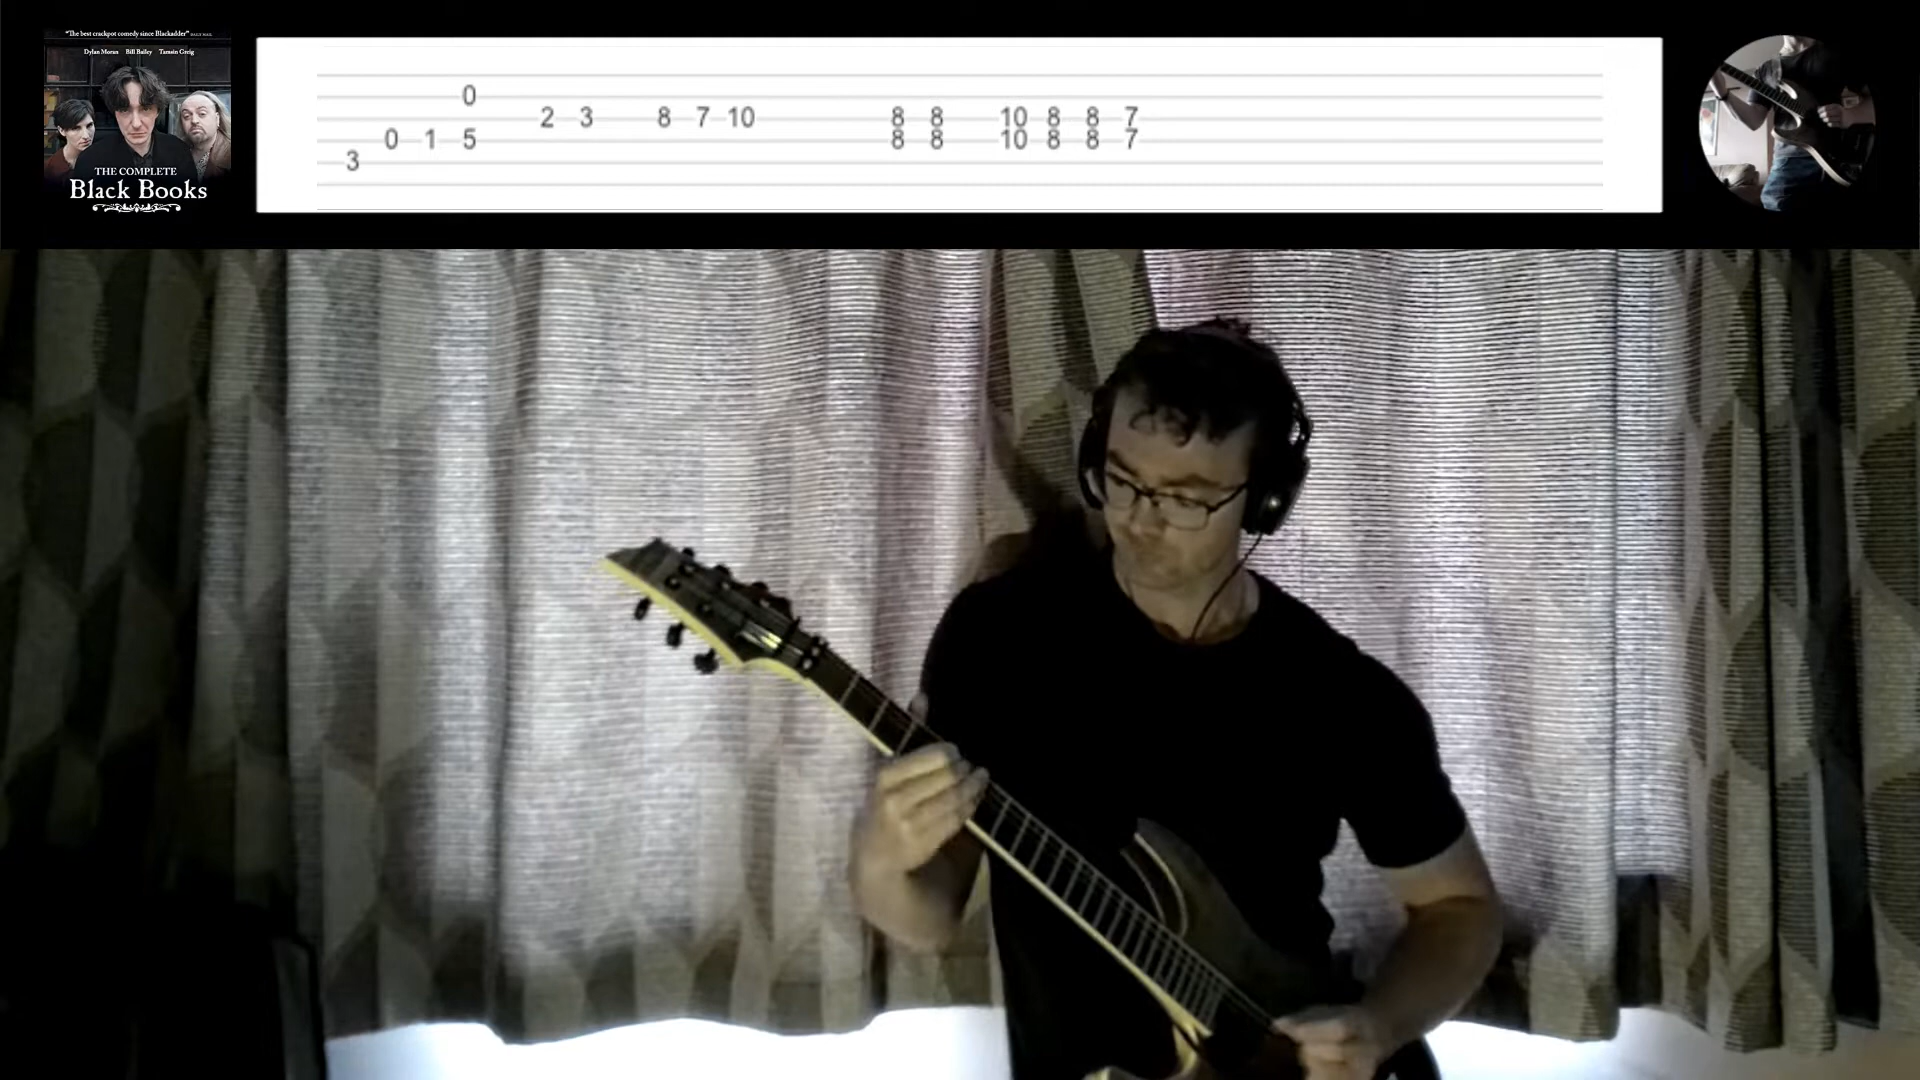 "The best crackpot comedy since Blackadder" DAILY MAIL
Dylan Moran Bill Bailey Tamsin Greig
THE COMPLETE
Black Books
0
2 3 8 7 10 8 8 10 8 8 7
0 1 5 8 8 10 8 8 7
3